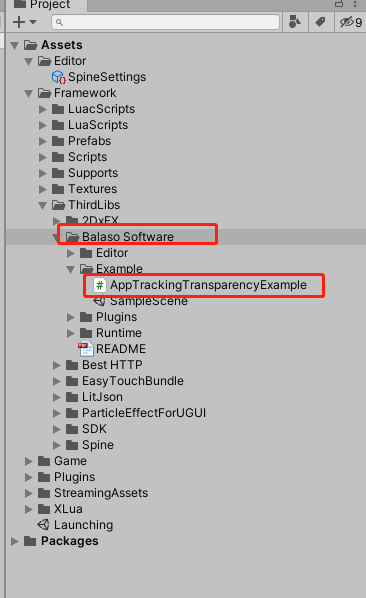 Project
9
Assets
Editor
SpineSettings
Framework
LuacScripts
LuaScripts
Prefabs
Scripts
Supports
Textures
ThirdLibs
2DxFX
Balaso Software
Editor
Example
AppTrackingTransparencyExample
SampleScene
Plugins
Runtime
README
Best HTTP
EasyTouchBundle
LitJson
ParticleEffectForUGUI
SDK
Spine
Game
Plugins
StreamingAssets
XLua
Launching
Packages